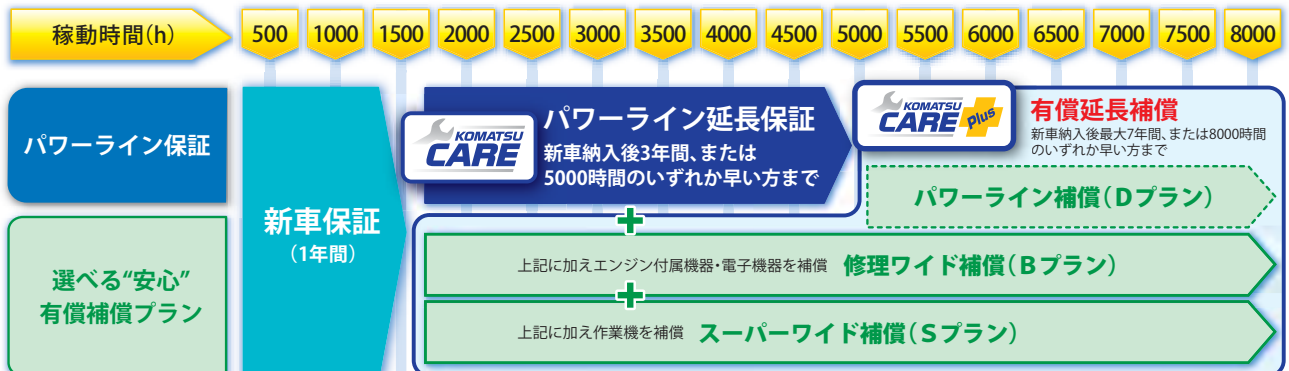 稼動時間(h)
500 1000 1500 2000 2500 3000 3500 4000 4500 5000 5500 6000 6500 7000 7500 8000
パワーライン保証
KOMATSU
CARE
パワーライン延長保証
新車納入後3年間、または
5000時間のいずれか早い方まで
KOMATSU
CARE Plus
有償延長補償
新車納入後最大7年間、または8000時間
のいずれか早い方まで
パワーライン補償(Dプラン)
新車保証
(1年間)
選べる“安心”
有償補償プラン
+
上記に加えエンジン付属機器・電子機器を補償 修理ワイド補償(Bプラン)
+
上記に加え作業機を補償 スーパーワイド補償(Sプラン)